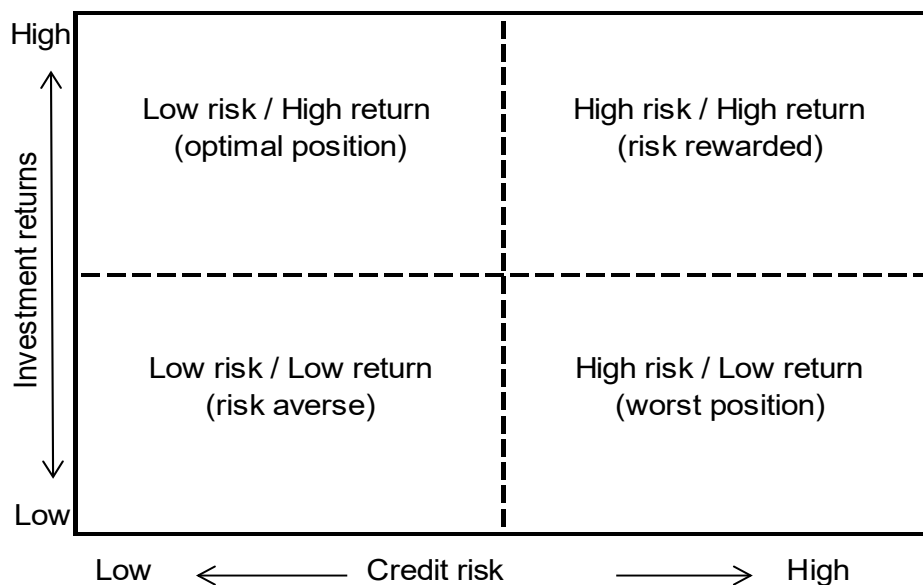 High
Low risk / High return
(optimal position)
High risk / High return
(risk rewarded)
Investment returns
Low risk / Low return
(risk averse)
High risk / Low return
(worst position)
Low
Low
Credit risk
High